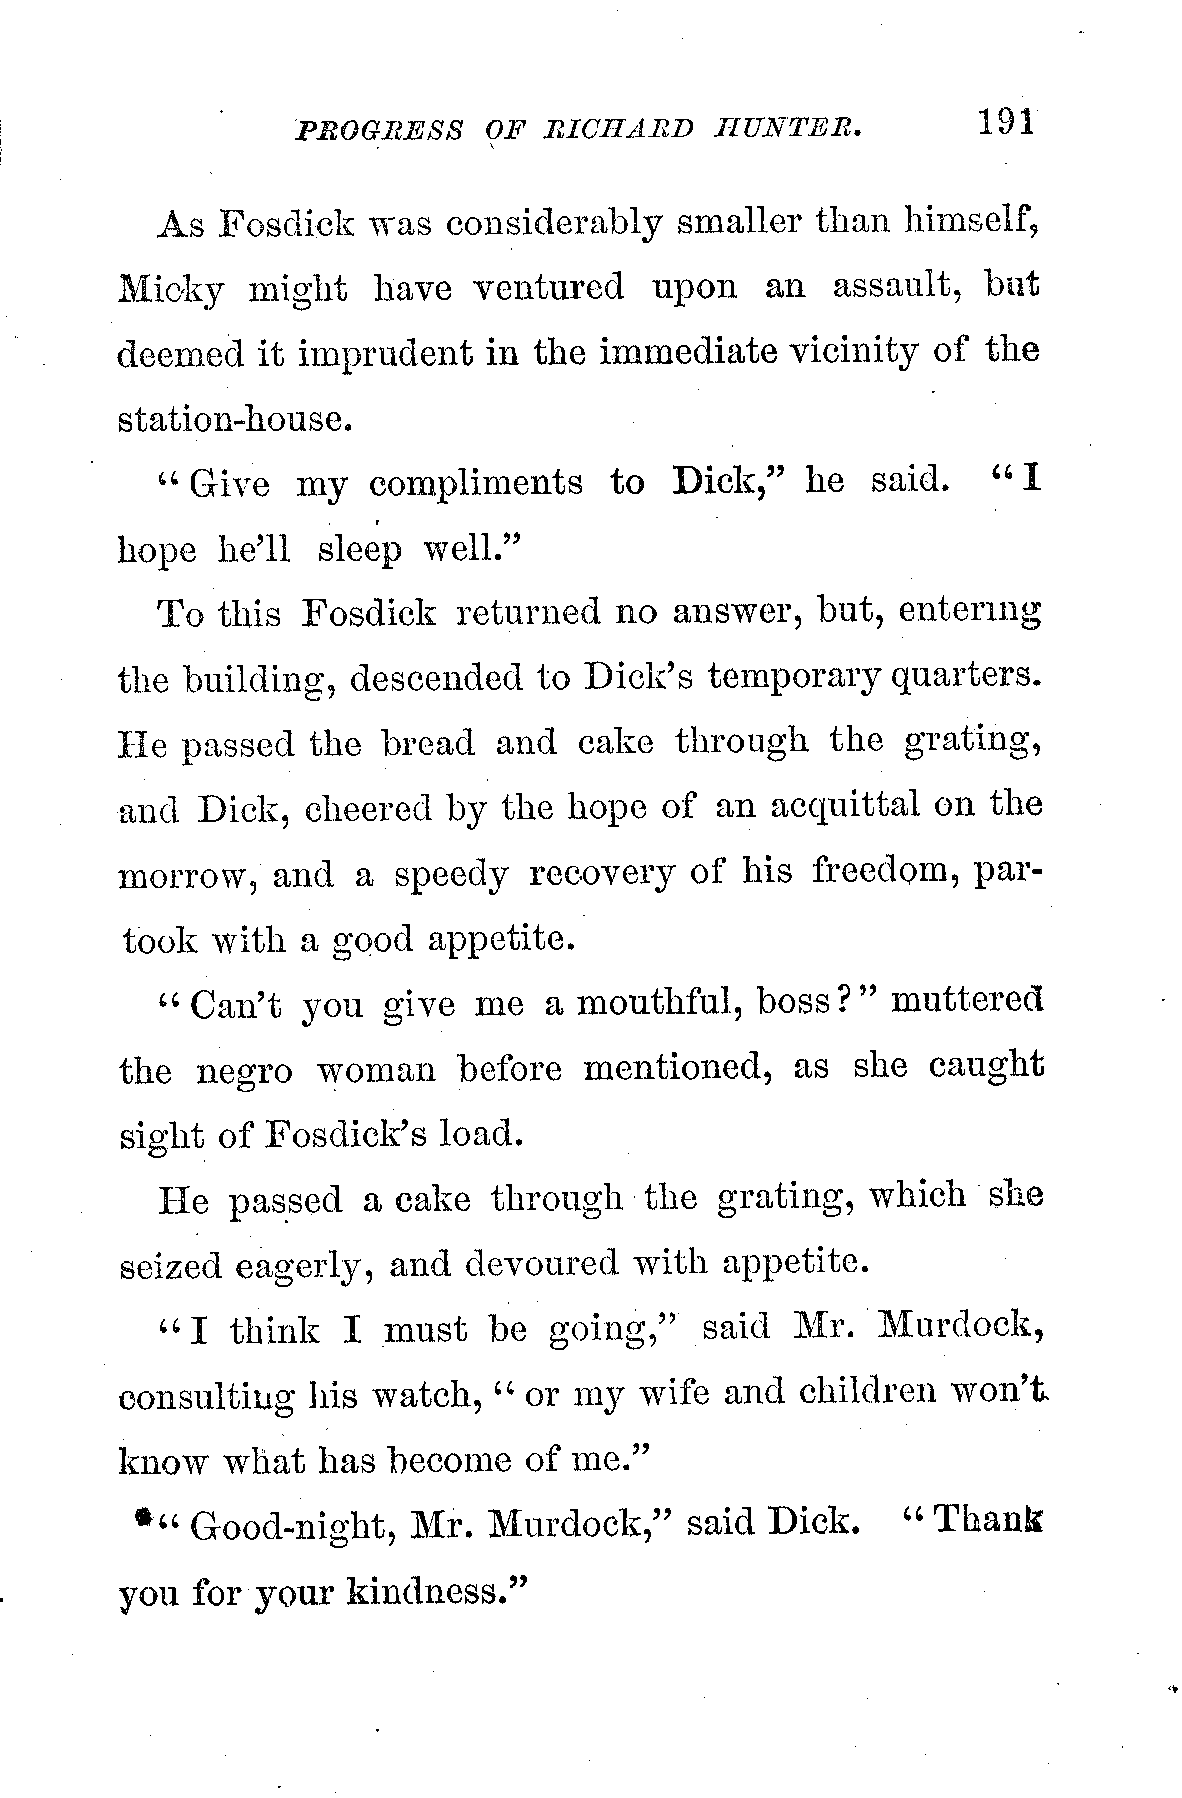 PROGRESS OF RICHARD HUNTER. 191
As Fosdick was considerably smaller than himself,
Micky might have ventured upon an assault, but
deemed it imprudent in the immediate vicinity of the
station-house.
“Give my compliments to Dick,” he said. “I
hope he’ll sleep well.”
To this Fosdick returned no answer, but, entering
the building, descended to Dick’s temporary quarters.
He passed the bread and cake through the grating,
and Dick, cheered by the hope of an acquittal on the
morrow, and a speedy recovery of his freedom, par-
took with a good appetite.
“Can’t you give me a mouthful, boss?” muttered
the negro woman before mentioned, as she caught
sight of Fosdick’s load.
He passed a cake through the grating, which she
seized eagerly, and devoured with appetite.
“I think I must be going,” said Mr. Murdock,
consulting his watch, “or my wife and children won’t
know what has become of me.”
“Good-night, Mr. Murdock,” said Dick. “Thank
you for your kindness.”